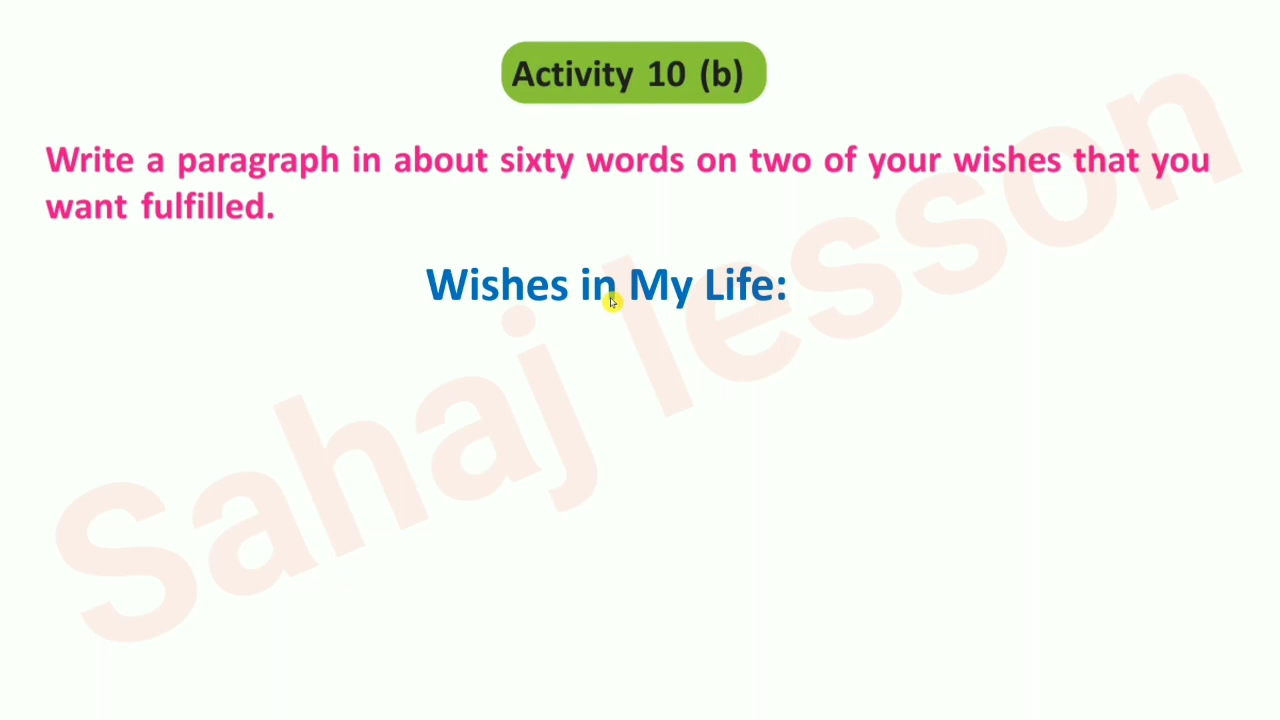 Activity 10 (b)
Write a paragraph in about sixty words on two of your wishes that you
want fulfilled.
Wishes in My Life:
Sahaj lesson